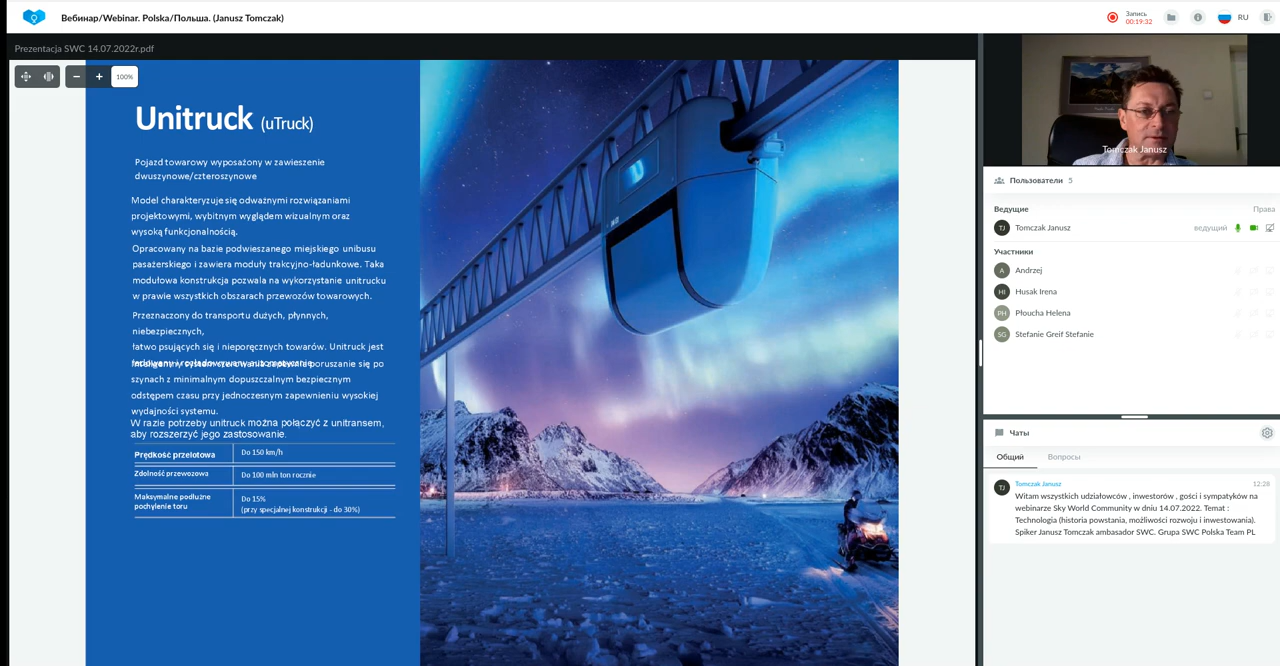 Вебинар/Webinar. Polska/Польша. (Janusz Tomczak)
Запись
00:19:32
RU
Prezentacja SWC 14.07.2022r.pdf
100%
Unitruck (uTruck)
Pojazd towarowy wyposażony w zawieszenie
dwuszynowe/czteroszynowe
Model charakteryzuje się odważnymi rozwiązaniami
projektowymi, wybitnym wyglądem wizualnym oraz
wysoką funkcjonalnością.
Opracowany na bazie podwieszanego miejskiego unibusu
pasażerskiego i zawiera moduły trakcyjno-ładunkowe. Taka
modułowa konstrukcja pozwala na wykorzystanie unitrucku
w prawie wszystkich obszarach przewozów towarowych.
Przeznaczony do transportu dużych, płynnych,
niebezpiecznych,
łatwo psujących się i nieporęcznych towarów. Unitruck jest
poruszanie się po
szynach z minimalnym dopuszczalnym bezpiecznym
odstępem czasu przy jednoczesnym zapewnieniu wysokiej
wydajności systemu.
W razie potrzeby unitruck można połączyć z unitransem,
aby rozszerzyć jego zastosowanie.
Prędkość przelotowa
Do 150 km/h
Zdolność przewozowa
Do 100 mln ton rocznie
Maksymalne podłużne
pochylenie toru
Do 15%
(przy specjalnej konstrukcji - do 30%)
Tomczak Janusz
Пользователи 5
Ведущие
Права
TJ
Tomczak Janusz
ведущий
Участники
A
Andrzej
HI
Husak Irena
PH
Płoucha Helena
SG
Stefanie Greif Stefanie
Чаты
Общий
Вопросы
TJ
Tomczak Janusz
12:28
Witam wszystkich udziałowców , inwestorów , gości i sympatyków na
webinarze Sky World Community w dniu 14.07.2022. Temat :
Technologia (historia powstania, możliwości rozwoju i inwestowania).
Spiker Janusz Tomczak ambasador SWC. Grupa SWC Polska Team PL